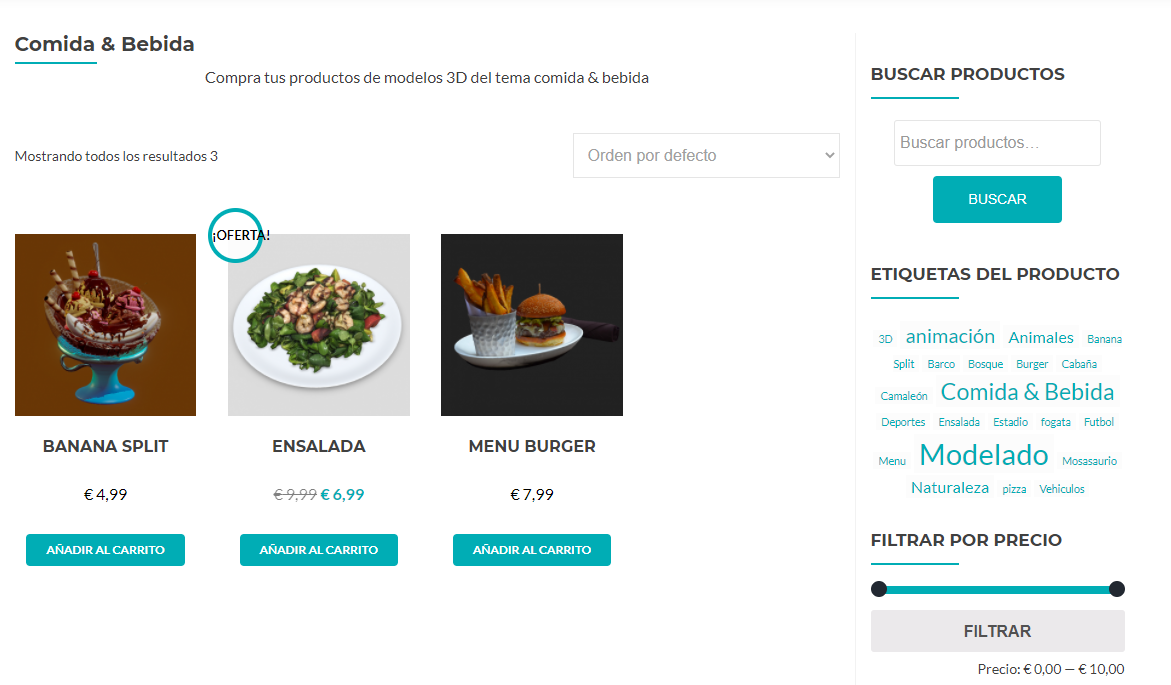 Comida & Bebida
Compra tus productos de modelos 3D del tema comida & bebida
Mostrando todos los resultados 3
Orden por defecto
¡OFERTA!
BANANA SPLIT
€ 4,99
AÑADIR AL CARRITO
ENSALADA
€ 9,99 € 6,99
AÑADIR AL CARRITO
MENU BURGER
€ 7,99
AÑADIR AL CARRITO
BUSCAR PRODUCTOS
Buscar productos…
BUSCAR
ETIQUETAS DEL PRODUCTO
3D animación Animales Banana
Split Barco Bosque Burger Cabaña
Camaleón Comida & Bebida
Deportes Ensalada Estadio fogata Futbol
Menu Modelado Mosasaurio
Naturaleza pizza Vehiculos
FILTRAR POR PRECIO
FILTRAR
Precio: € 0,00 — € 10,00